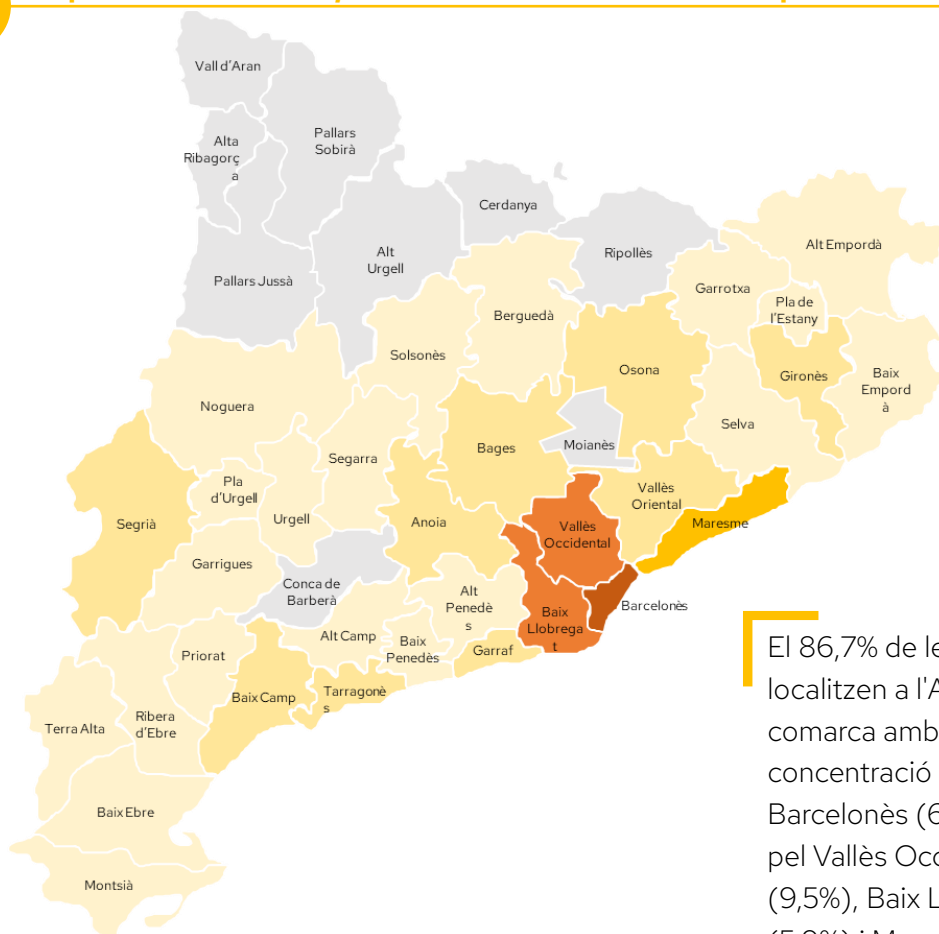 Vall d'Aran
Alta
Ribagorç
a
Pallars
Sobirà
Cerdanya
Alt
Urgell
Ripollès
Pallars Jussà
Alt Empordà
Garrotxa
Pla de
l'Estany
Berguedà
Solsonès
Osona
Gironès
Baix
Empord
à
Noguera
Selva
Moianès
Bages
Segarra
Pla
d'Urgell
Urgell
Vallès
Oriental
Segrià
Anoia
Maresme
Vallès
Occidental
Garrigues
Conca de
Barberà
Alt
Penedè
s
Baix
Llobrega
t
Barcelonès
Alt Camp
Baix
Penedès
Garraf
Priorat
Baix Camp
Tarragonè
s
Terra Alta
Ribera
d'Ebre
Baix Ebre
Montsià
El 86,7% de
localitzen a
comarca amb
concentració
Barcelonès
pel Vallès
(9,5%), Baix